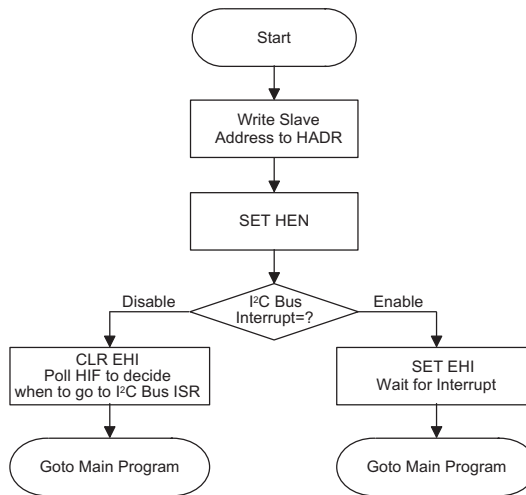 Start
Write Slave
Address to HADR
SET HEN
Disable
I²C Bus
Interrupt=?
Enable
CLR EHI
Poll HIF to decide
when to go to I²C Bus ISR
SET EHI
Wait for Interrupt
Goto Main Program
Goto Main Program